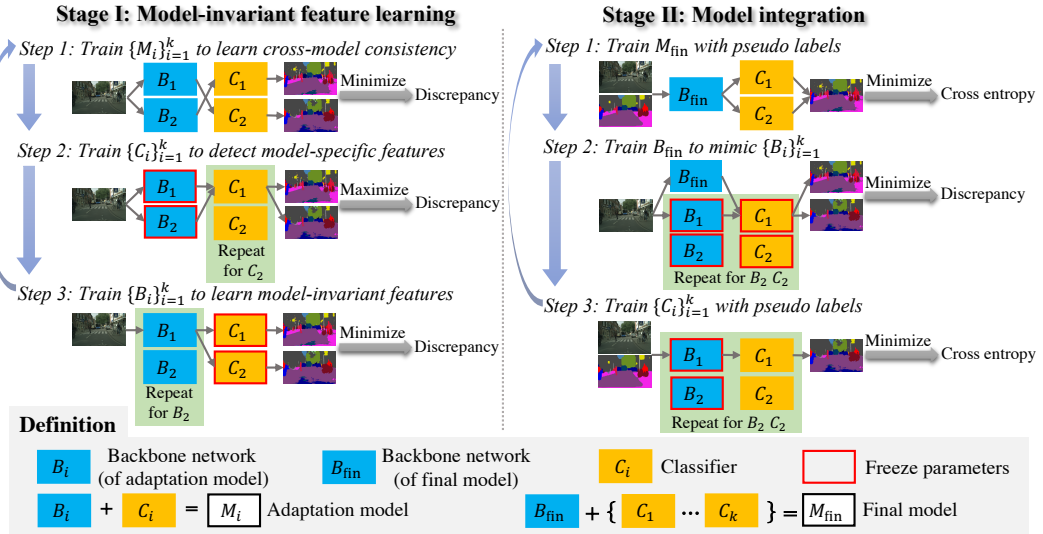 Stage I: Model-invariant feature learning
Step 1: Train {M_i}_{i=1}^k to learn cross-model consistency
B_1
B_2
C_1
C_2
Minimize
Discrepancy
Step 2: Train {C_i}_{i=1}^k to detect model-specific features
B_1
B_2
C_1
C_2
Repeat
for C_2
Maximize
Discrepancy
Step 3: Train {B_i}_{i=1}^k to learn model-invariant features
B_1
B_2
Repeat
for B_2
C_1
C_2
Minimize
Discrepancy
Stage II: Model integration
Step 1: Train M_fin with pseudo labels
B_fin
C_1
C_2
Minimize
Cross entropy
Step 2: Train B_fin to mimic {B_i}_{i=1}^k
B_fin
B_1
B_2
C_1
C_2
Repeat for B_2 C_2
Minimize
Discrepancy
Step 3: Train {C_i}_{i=1}^k with pseudo labels
B_1
B_2
C_1
C_2
Repeat for B_2 C_2
Minimize
Cross entropy
Definition
B_i Backbone network
(of adaptation model)
B_fin Backbone network
(of final model)
C_i Classifier
Freeze parameters
B_i + C_i = M_i Adaptation model
B_fin + { C_1 ... C_k } = M_fin Final model